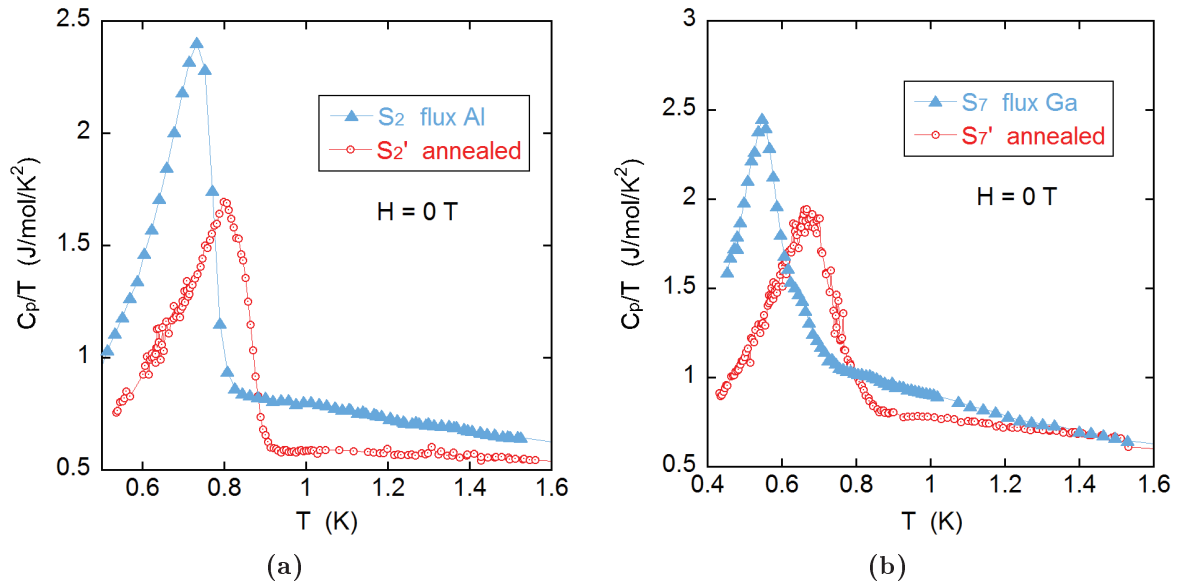 2.5
2
1.5
1
0.5
C_p/T (J/mol/K²)
S₂ flux Al
S₂' annealed
H = 0 T
0.6 0.8 1 1.2 1.4 1.6
T (K)
(a)
3
2.5
2
1.5
1
0.5
C_p/T (J/mol/K²)
S₇ flux Ga
S₇' annealed
H = 0 T
0.4 0.6 0.8 1 1.2 1.4 1.6
T (K)
(b)